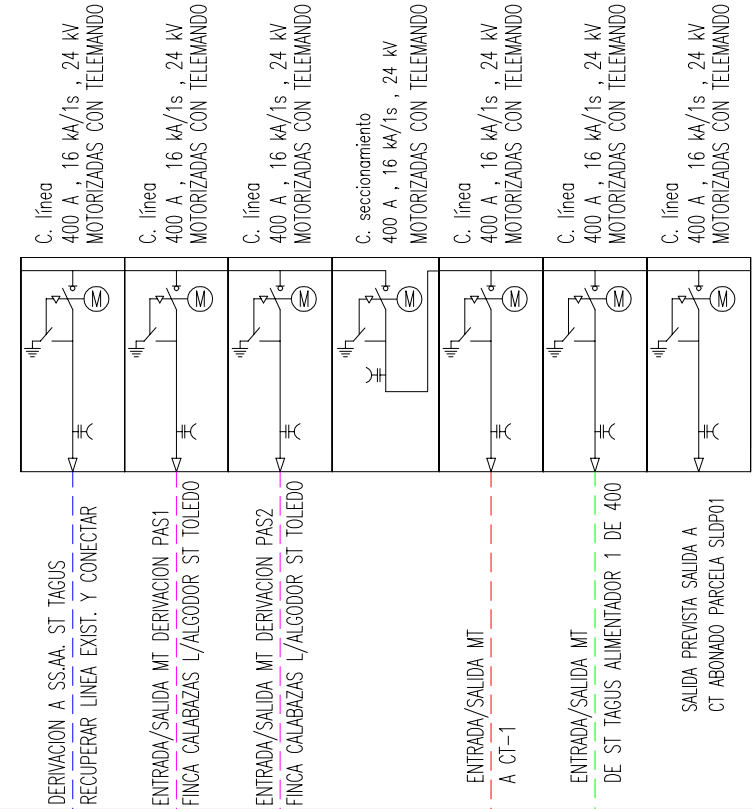 C. línea
400 A , 16 kA/1s , 24 kV
MOTORIZADAS CON TELEMANDO
C. línea
400 A , 16 kA/1s , 24 kV
MOTORIZADAS CON TELEMANDO
C. línea
400 A , 16 kA/1s , 24 kV
MOTORIZADAS CON TELEMANDO
C. seccionamiento
400 A , 16 kA/1s , 24 kV
MOTORIZADAS CON TELEMANDO
C. línea
400 A , 16 kA/1s , 24 kV
MOTORIZADAS CON TELEMANDO
C. línea
400 A , 16 kA/1s , 24 kV
MOTORIZADAS CON TELEMANDO
C. línea
400 A , 16 kA/1s , 24 kV
MOTORIZADAS CON TELEMANDO
M
M
M
M
M
M
M
DERIVACION A SS.AA. ST TAGUS
RECUPERAR LINEA EXIST. Y CONECTAR
ENTRADA/SALIDA MT DERIVACION PAS1
FINCA CALABAZAS L/ALGODOR ST TOLEDO
ENTRADA/SALIDA MT DERIVACION PAS2
FINCA CALABAZAS L/ALGODOR ST TOLEDO
ENTRADA/SALIDA MT
A CT-1
ENTRADA/SALIDA MT
DE ST TAGUS ALIMENTADOR 1 DE 400
SALIDA PREVISTA SALIDA A
CT ABONADO PARCELA SLDP01